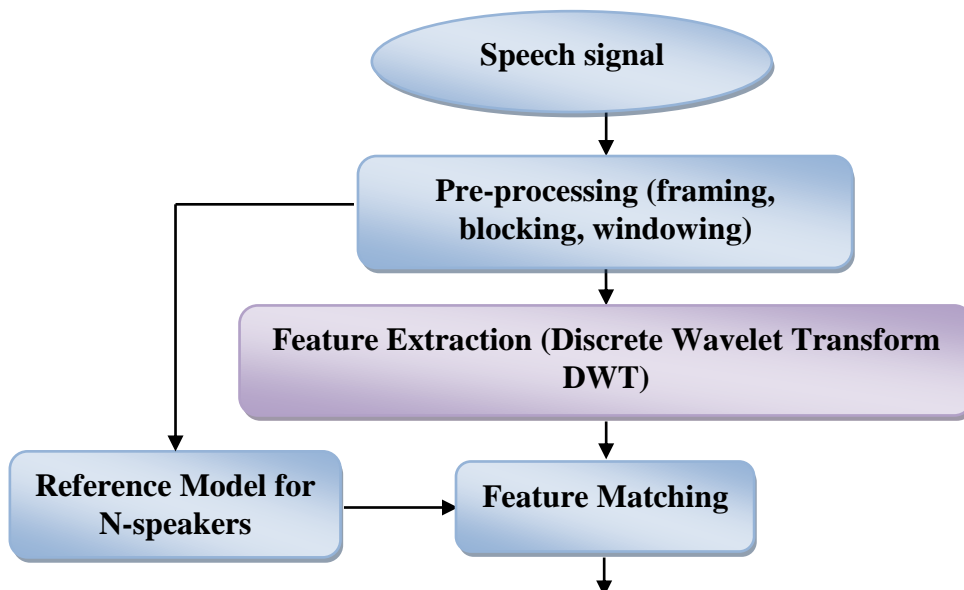 Speech signal
Pre-processing (framing,
blocking, windowing)
Feature Extraction (Discrete Wavelet Transform
DWT)
Reference Model for
N-speakers
Feature Matching